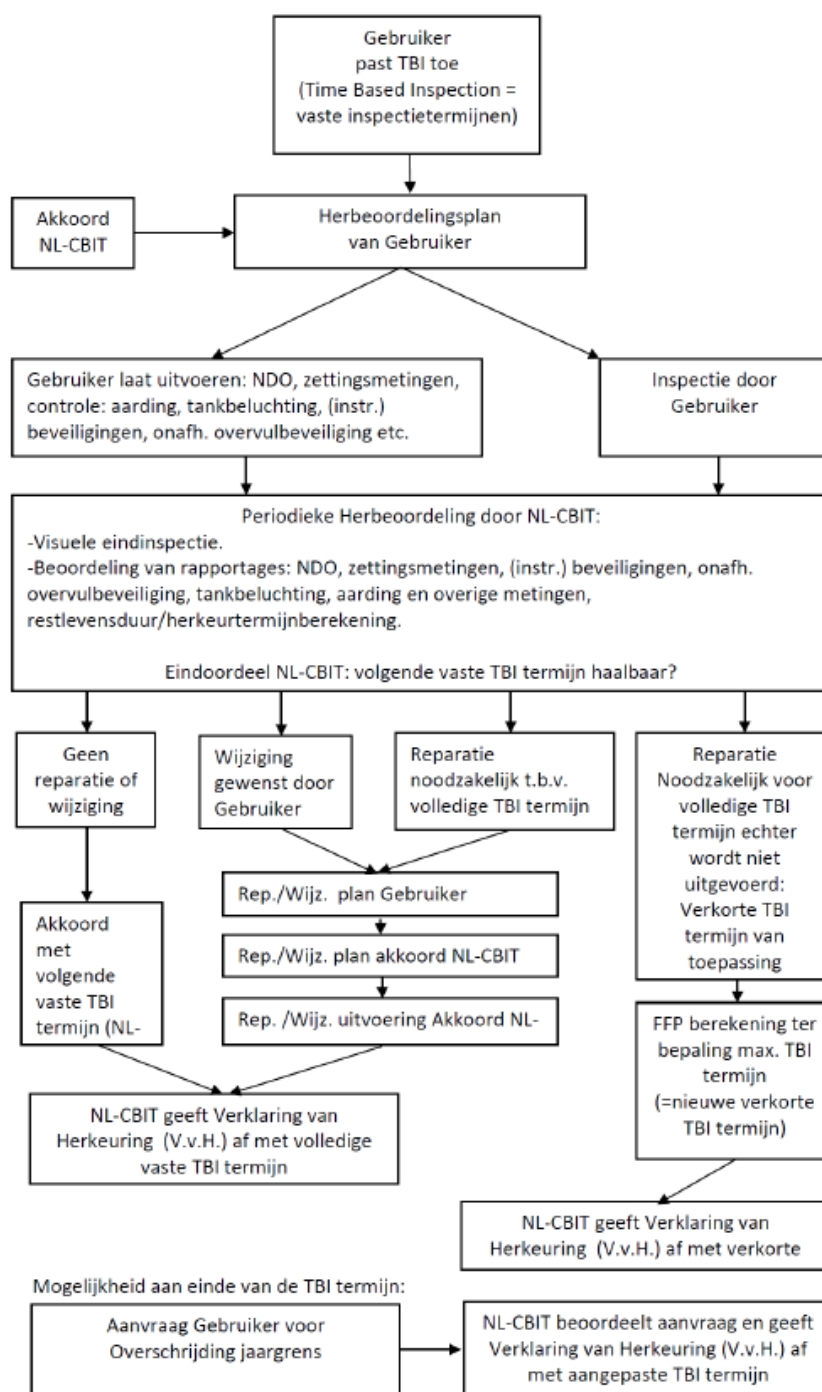 Gebruiker
past TBI toe
(Time Based Inspection =
vaste inspectietermijnen)
Akkoord
NL-CBIT
Herbeoordelingsplan
van Gebruiker
Gebruiker laat uitvoeren: NDO, zettingsmetingen,
controle: aarding, tankbeluchting, (instr.)
beveiligingen, onafh. overvulbeveiliging etc.
Inspectie door
Gebruiker
Periodieke Herbeoordeling door NL-CBIT:
-Visuele eindinspectie.
-Beoordeling van rapportages: NDO, zettingsmetingen, (instr.) beveiligingen, onafh.
overvulbeveiliging, tankbeluchting, aarding en overige metingen,
restlevensduur/herkeurtermijnberekening.
Eindoordeel NL-CBIT: volgende vaste TBI termijn haalbaar?
Geen
reparatie of
wijziging
Wijziging
gewenst door
Gebruiker
Reparatie
noodzakelijk t.b.v.
volledige TBI termijn
Reparatie
Noodzakelijk voor
volledige TBI
termijn echter
wordt niet
uitgevoerd:
Verkorte TBI
termijn van
toepassing
Akkoord
met
volgende
vaste TBI
termijn (NL-
Rep./Wijz. plan Gebruiker
Rep./Wijz. plan akkoord NL-CBIT
Rep. /Wijz. uitvoering Akkoord NL-
FFP berekening ter
bepaling max. TBI
termijn
(=nieuwe verkorte
TBI termijn)
NL-CBIT geeft Verklaring van
Herkeuring (V.v.H.) af met volledige
vaste TBI termijn
NL-CBIT geeft Verklaring van
Herkeuring (V.v.H.) af met verkorte
Mogelijkheid aan einde van de TBI termijn:
Aanvraag Gebruiker voor
Overschrijding jaargrens
NL-CBIT beoordeelt aanvraag en geeft
Verklaring van Herkeuring (V.v.H.) af
met aangepaste TBI termijn